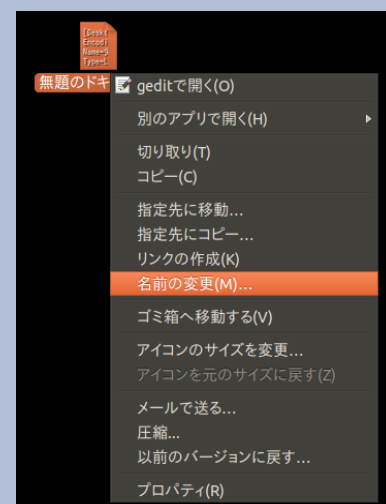 [Deskt
Encodi
Name=9
Type=L
無題のドキ
geditで開く(O)
別のアプリで開く(H)
切り取り(T)
コピー(C)
指定先に移動...
指定先にコピー...
リンクの作成(K)
名前の変更(M)...
ゴミ箱へ移動する(V)
アイコンのサイズを変更...
アイコンを元のサイズに戻す(Z)
メールで送る...
圧縮...
以前のバージョンに戻す...
プロパティ(R)